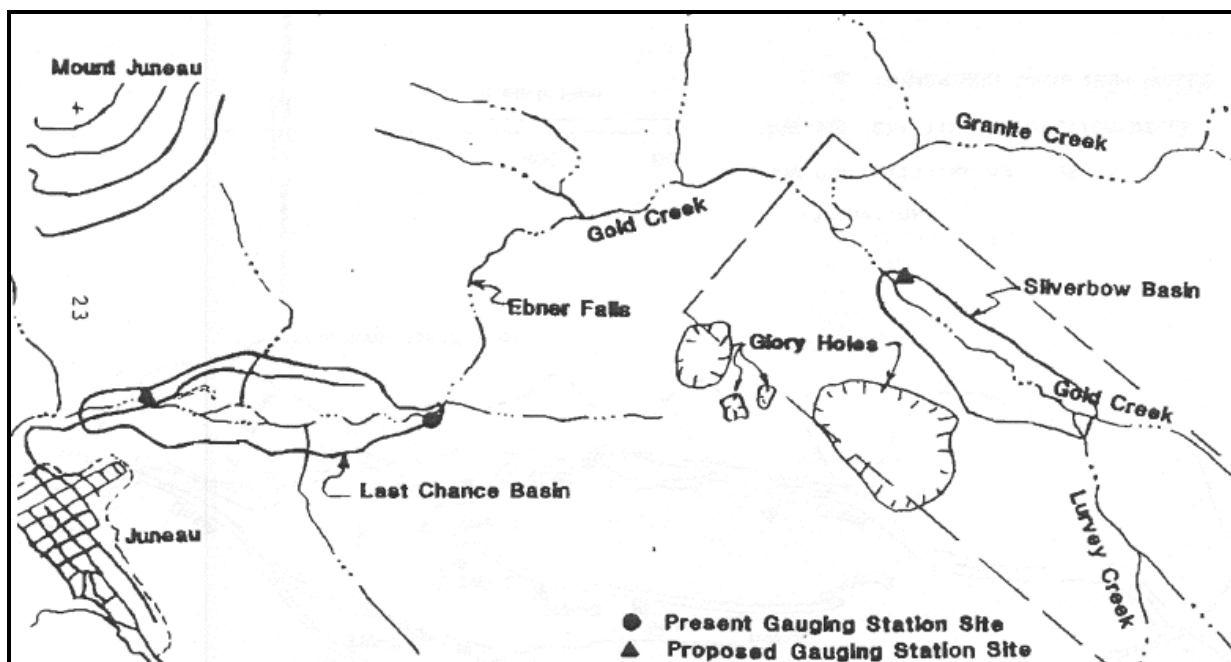 Mount Juneau
Granite Creek
Gold Creek
23
Ebner Falls
Silverbow Basin
Glory Holes
Gold Creek
Last Chance Basin
Juneau
Lurvey Creek
Present Gauging Station Site
Proposed Gauging Station Site